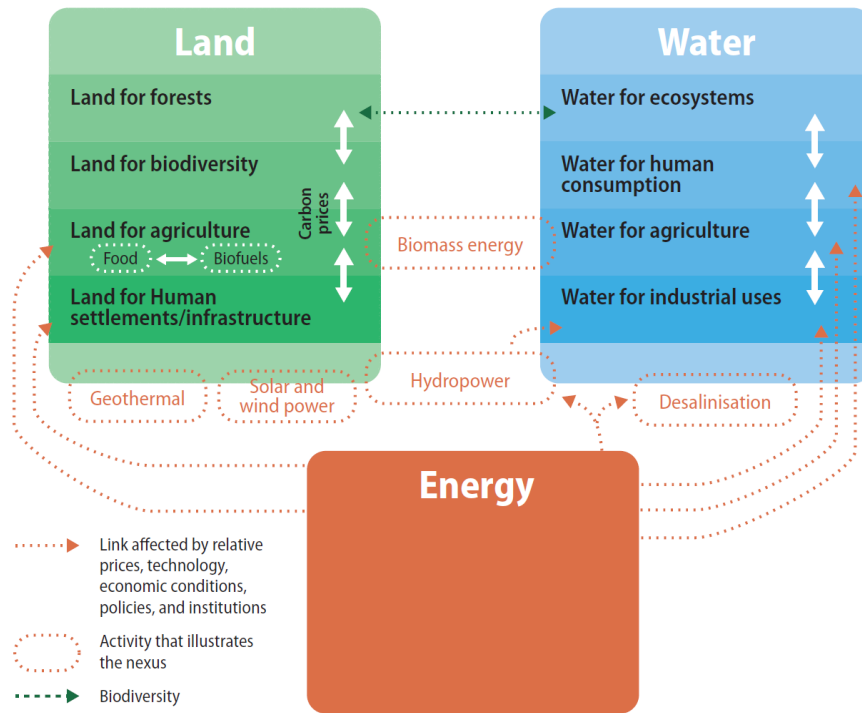 Land
Land for forests
Land for biodiversity
Land for agriculture
Food
Biofuels
Land for Human
settlements/infrastructure
Carbon
prices
Water
Water for ecosystems
Water for human
consumption
Water for agriculture
Water for industrial uses
Biomass energy
Geothermal
Solar and
wind power
Hydropower
Desalinisation
Energy
Link affected by relative
prices, technology,
economic conditions,
policies, and institutions
Activity that illustrates
the nexus
Biodiversity